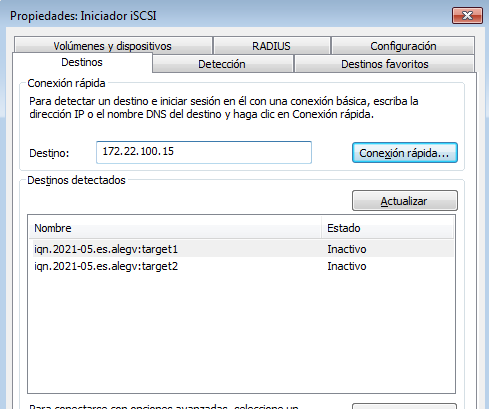 Propiedades: Iniciador iSCSI
Volúmenes y dispositivos
RADIUS
Configuración
Destinos
Detección
Destinos favoritos
Conexión rápida
Para detectar un destino e iniciar sesión en él con una conexión básica, escriba la
dirección IP o el nombre DNS del destino y haga clic en Conexión rápida.
Destino:
172.22.100.15
Conexión rápida...
Destinos detectados
Actualizar
Nombre
Estado
iqn.2021-05.es.alegv:target1
Inactivo
iqn.2021-05.es.alegv:target2
Inactivo
Para conectarse con opciones avanzadas, seleccione un